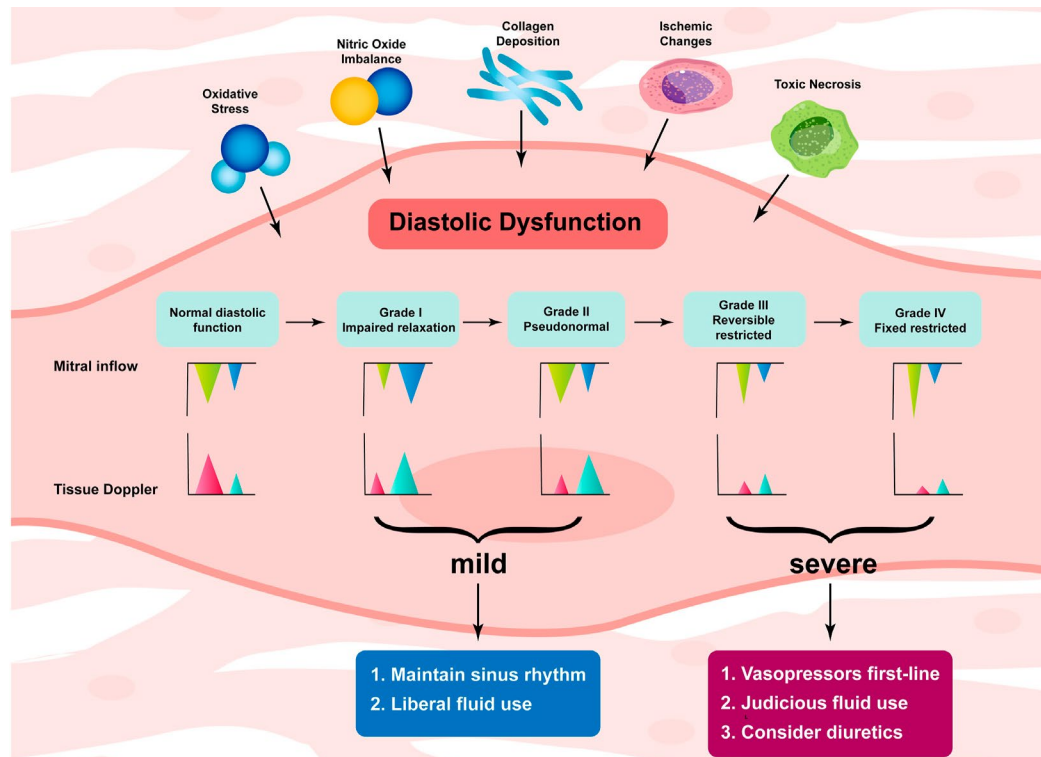 Oxidative
Stress
Nitric Oxide
Imbalance
Collagen
Deposition
Ischemic
Changes
Toxic Necrosis
Diastolic Dysfunction
Normal diastolic
function
Grade I
Impaired relaxation
Grade II
Pseudonormal
Grade III
Reversible
restricted
Grade IV
Fixed restricted
Mitral inflow
Tissue Doppler
mild
severe
1. Maintain sinus rhythm
2. Liberal fluid use
1. Vasopressors first-line
2. Judicious fluid use
3. Consider diuretics